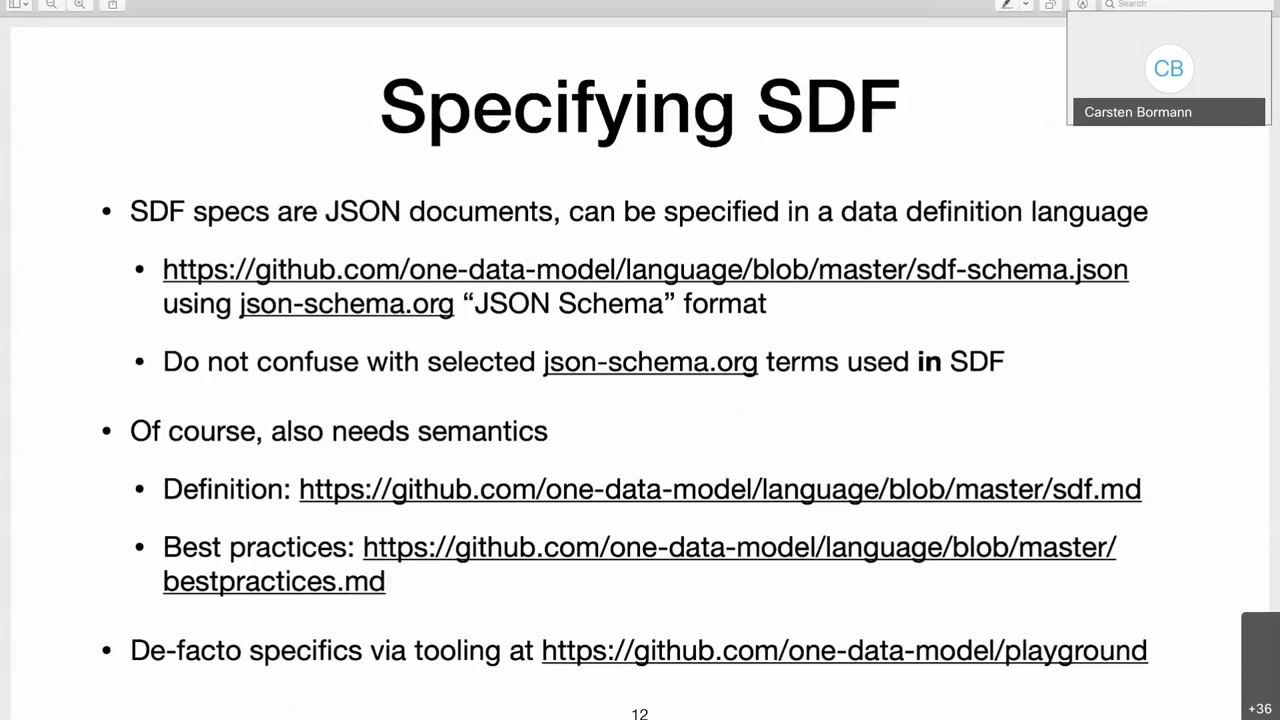 Search
CB
Carsten Bormann
Specifying SDF
• SDF specs are JSON documents, can be specified in a data definition language
• https://github.com/one-data-model/language/blob/master/sdf-schema.json
using json-schema.org “JSON Schema” format
• Do not confuse with selected json-schema.org terms used in SDF
• Of course, also needs semantics
• Definition: https://github.com/one-data-model/language/blob/master/sdf.md
• Best practices: https://github.com/one-data-model/language/blob/master/
bestpractices.md
• De-facto specifics via tooling at https://github.com/one-data-model/playground
12
+36